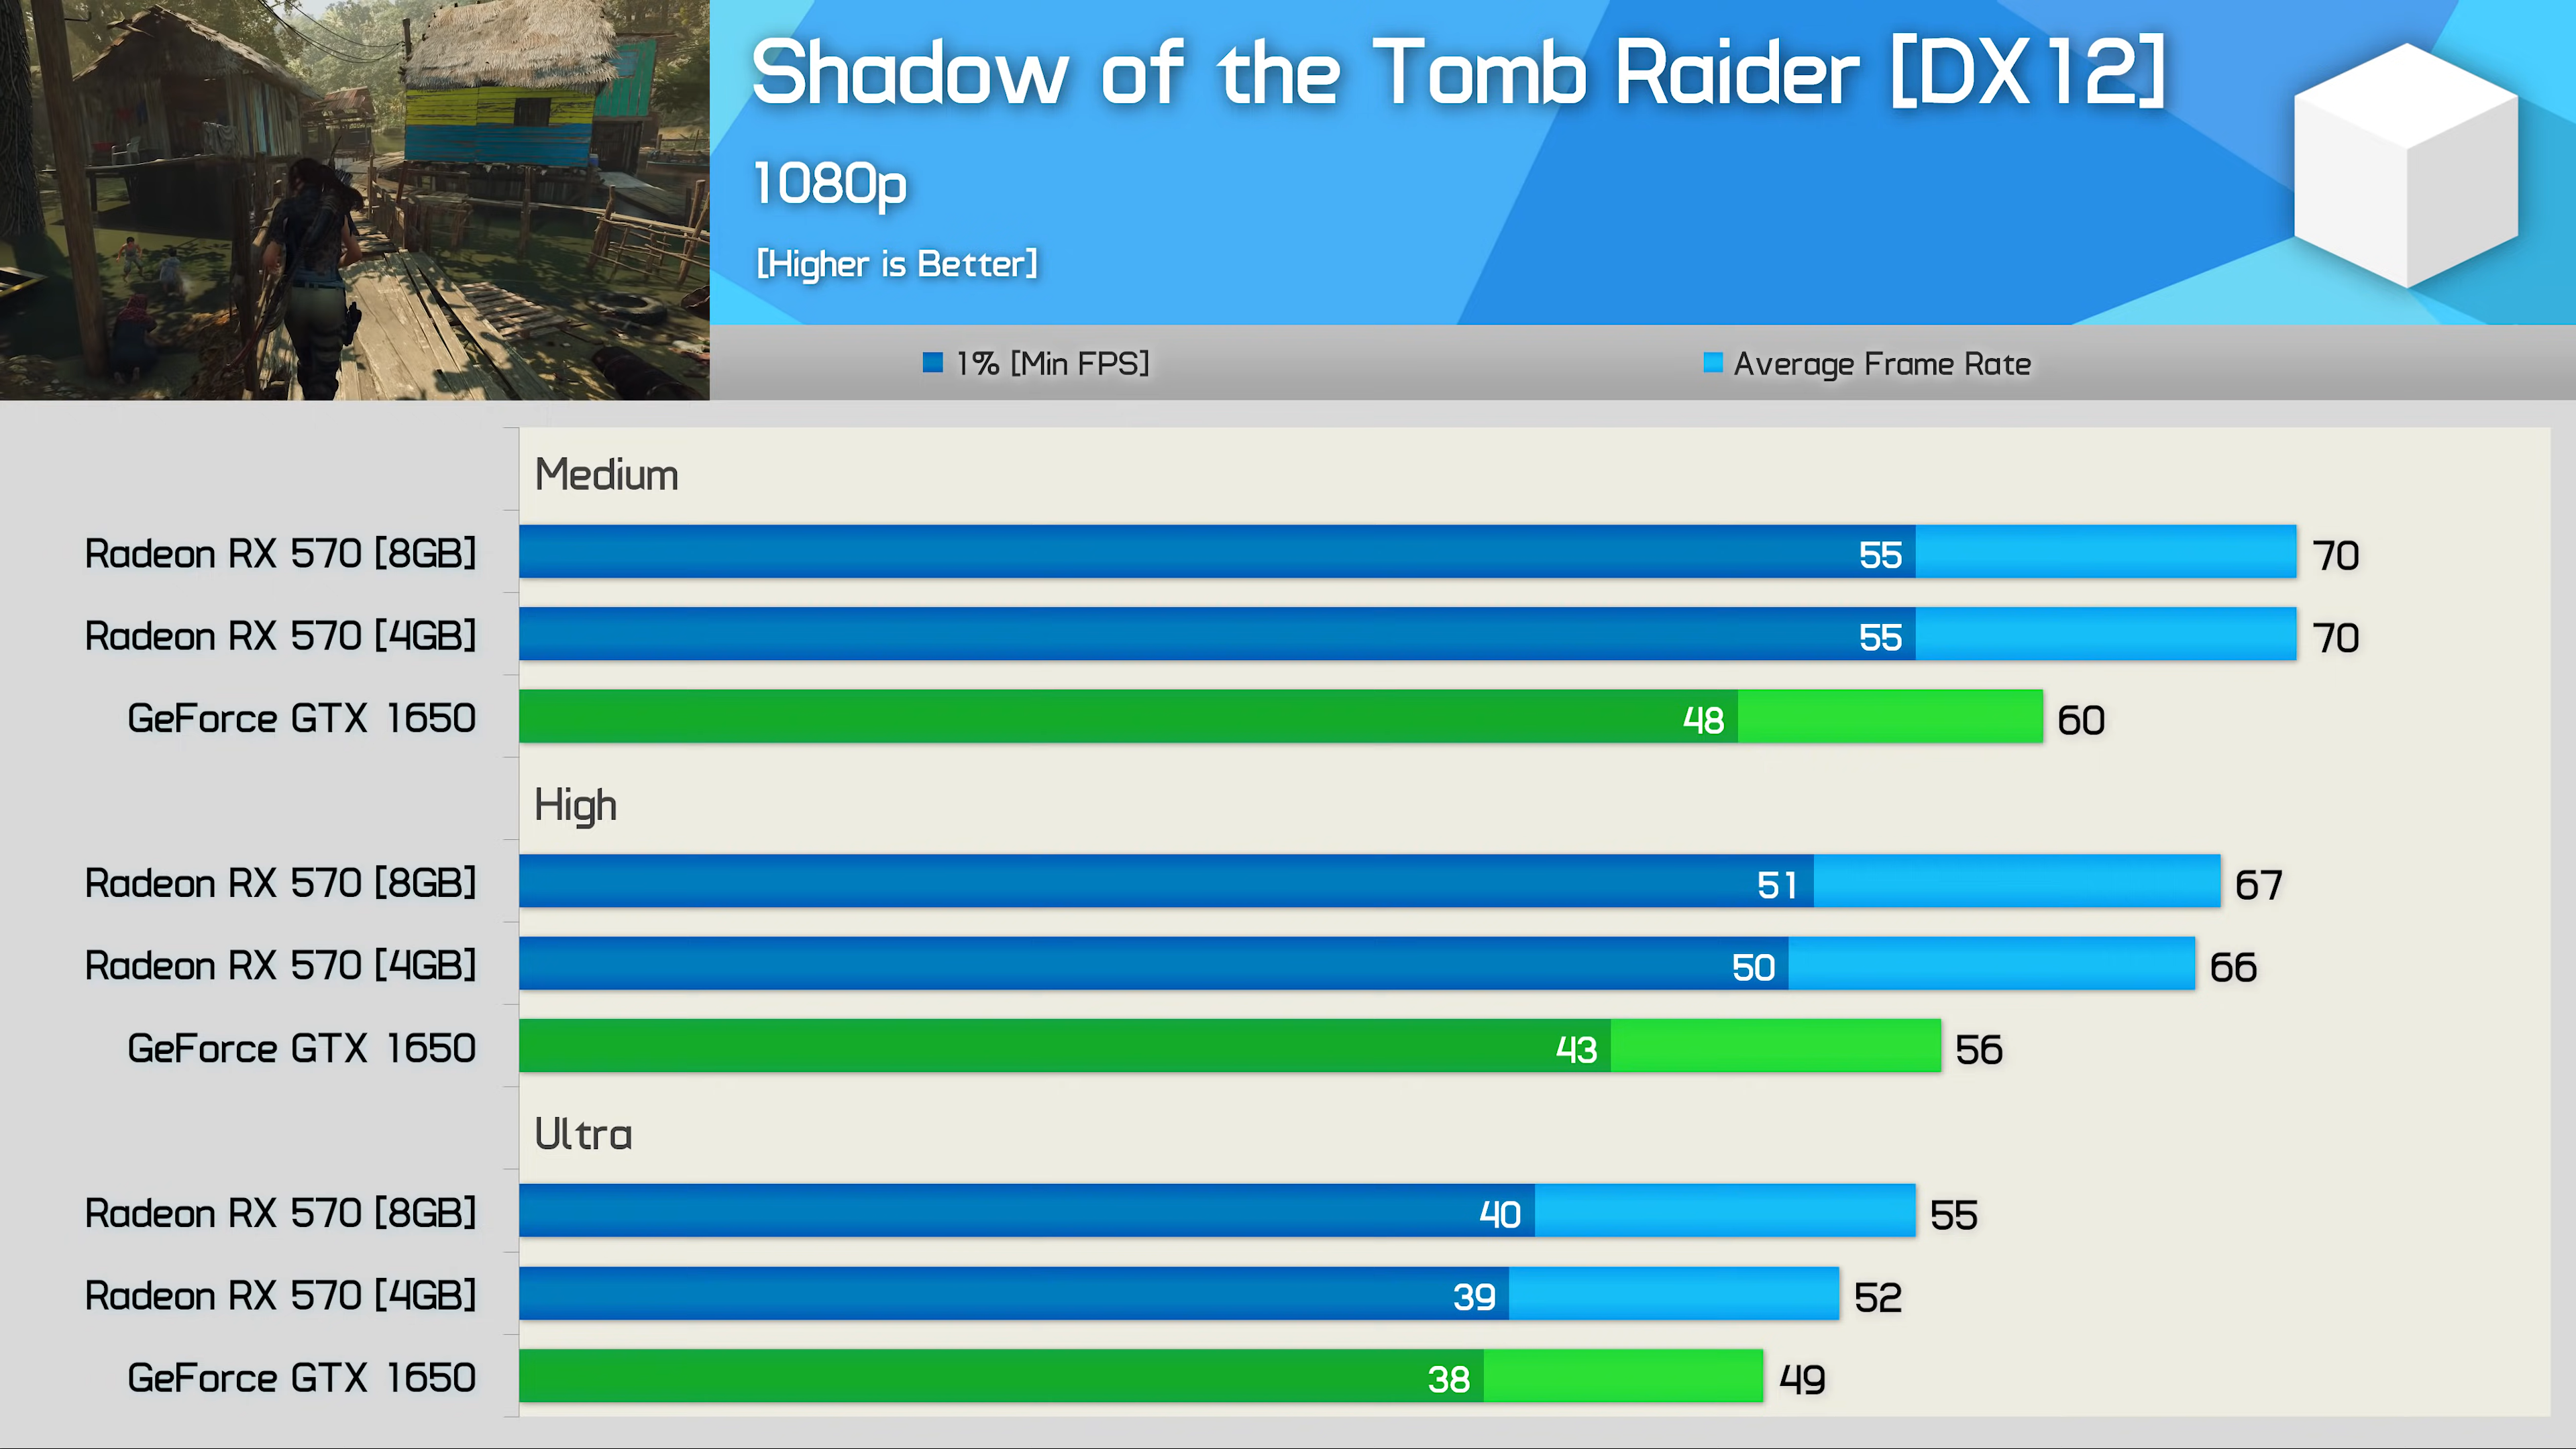 Shadow of the Tomb Raider [DX12]
1080p
[Higher is Better]
1% [Min FPS] Average Frame Rate
Medium
Radeon RX 570 [8GB] 55 70
Radeon RX 570 [4GB] 55 70
GeForce GTX 1650 48 60
High
Radeon RX 570 [8GB] 51 67
Radeon RX 570 [4GB] 50 66
GeForce GTX 1650 43 56
Ultra
Radeon RX 570 [8GB] 40 55
Radeon RX 570 [4GB] 39 52
GeForce GTX 1650 38 49